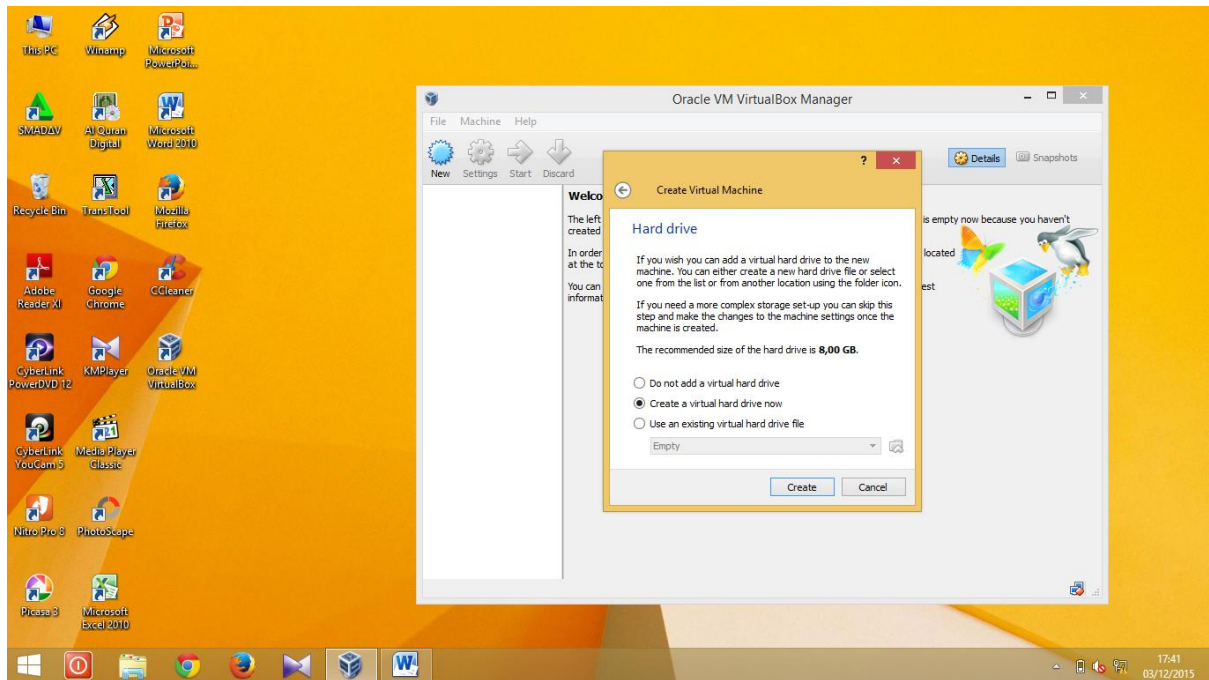 This PC
Winamp
Microsoft
PowerPoi...
SMADAV
Al Quran
Digital
Microsoft
Word 2010
Recycle Bin
TransTool
Mozilla
Firefox
Adobe
Reader XI
Google
Chrome
CCleaner
CyberLink
PowerDVD 12
KMPlayer
Oracle VM
VirtualBox
CyberLink
YouCam 5
Media Player
Classic
Nitro Pro 8
PhotoScape
Picasa 3
Microsoft
Excel 2010
Oracle VM VirtualBox Manager
File Machine Help
New Settings Start Discard
Details Snapshots
Welco
The left
created
is empty now because you haven't
In order
at the to
located
You can
informat
est
Create Virtual Machine
Hard drive
If you wish you can add a virtual hard drive to the new
machine. You can either create a new hard drive file or select
one from the list or from another location using the folder icon.
If you need a more complex storage set-up you can skip this
step and make the changes to the machine settings once the
machine is created.
The recommended size of the hard drive is 8,00 GB.
Do not add a virtual hard drive
Create a virtual hard drive now
Use an existing virtual hard drive file
Empty
Create Cancel
17:41
03/12/2015